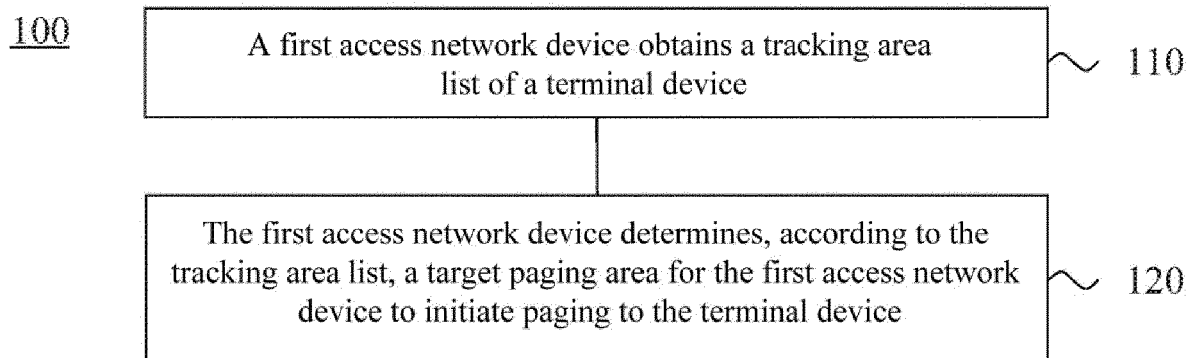 100
A first access network device obtains a tracking area
list of a terminal device
110
The first access network device determines, according to the
tracking area list, a target paging area for the first access network
device to initiate paging to the terminal device
120